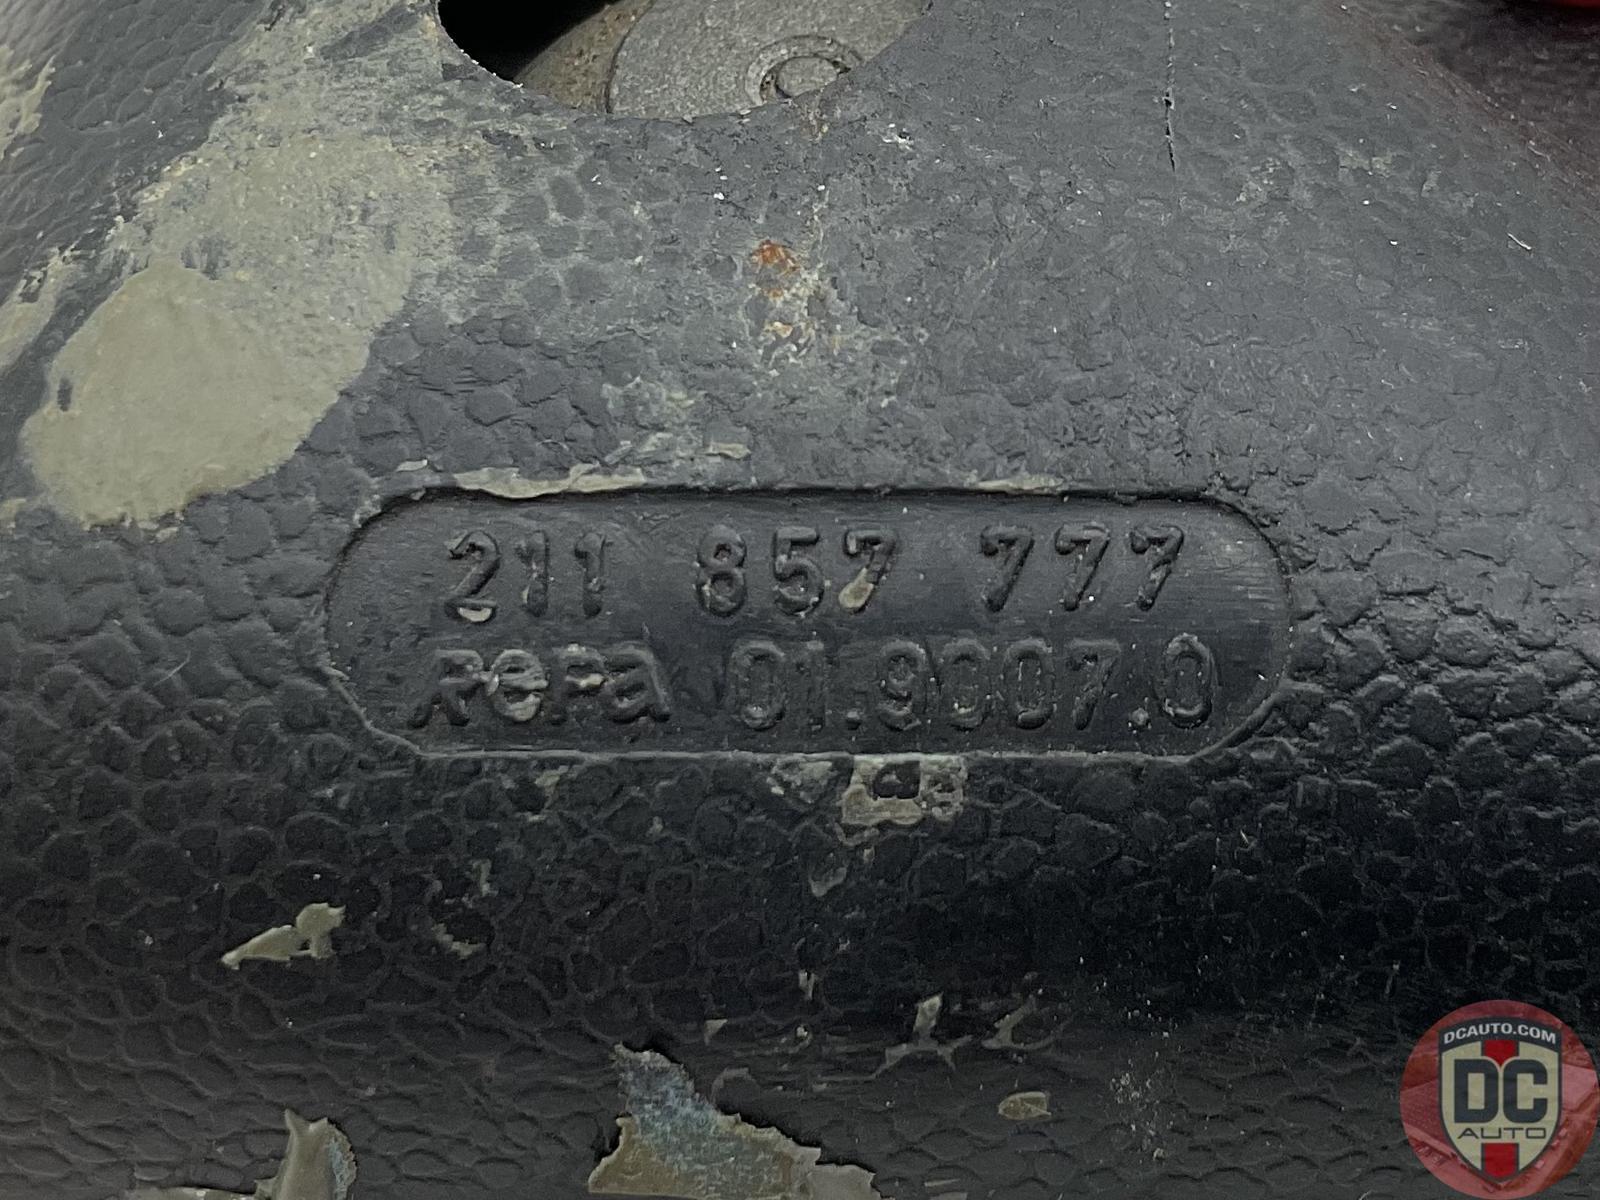 211 857 777
Repa 01.9007.0
DCAUTO.COM
DC
AUTO